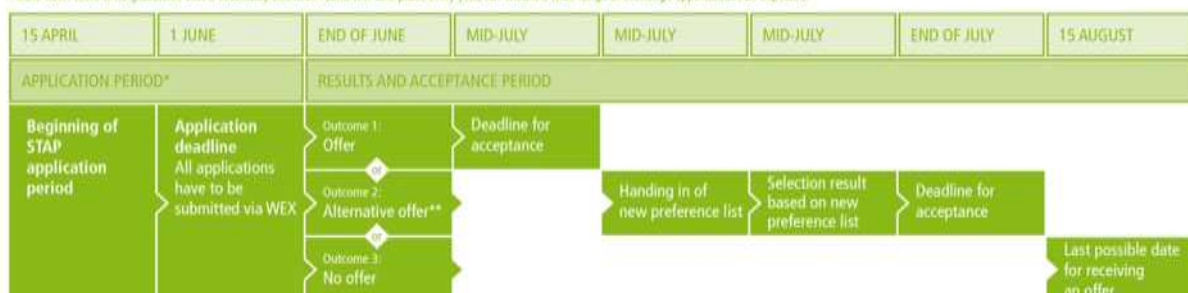 15 APRIL
1 JUNE
END OF JUNE
MID-JULY
MID-JULY
MID-JULY
END OF JULY
15 AUGUST
APPLICATION PERIOD*
RESULTS AND ACCEPTANCE PERIOD
Beginning of
STAP
application
period
Application
deadline
All applications
have to be
submitted via WEX
Outcome 1:
Offer
or
Outcome 2:
Alternative offer**
or
Outcome 3:
No offer
Deadline for
acceptance
Handing in of
new preference list
Selection result
based on new
preference list
Deadline for
acceptance
Last possible date
for receiving
an offer